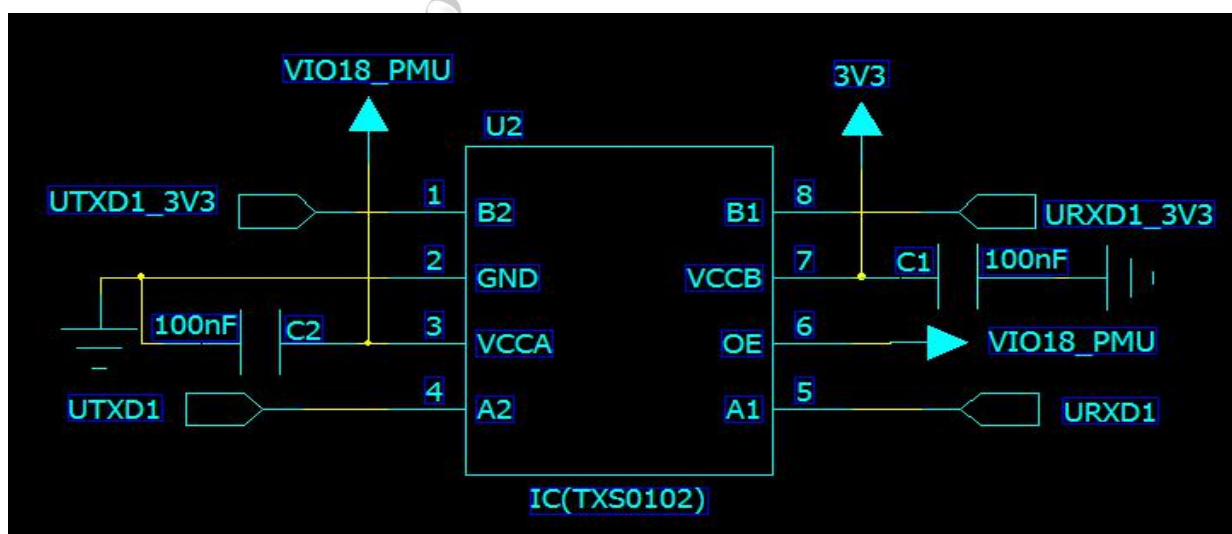 VIO18_PMU
3V3
U2
UTXD1_3V3
1
B2
B1
8
URXD1_3V3
2
GND
VCCB
7
C1
100nF
100nF
C2
3
VCCA
OE
6
VIO18_PMU
UTXD1
4
A2
A1
5
URXD1
IC(TXS0102)